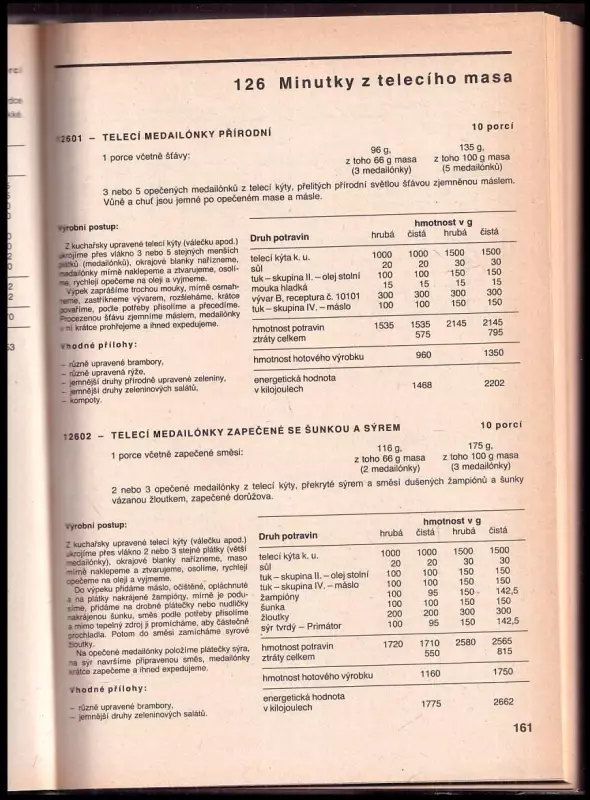 126 Minutky z telecího masa
12601 – TELECÍ MEDAILÓNKY PŘÍRODNÍ 10 porcí
1 porce včetně šťávy: 96 g, 135 g,
z toho 66 g masa z toho 100 g masa
(3 medailónky) (5 medailónků)
3 nebo 5 opečených medailónků z telecí kýty, přelitých přírodní světlou šťávou zjemněnou máslem.
Vůně a chuť jsou jemné po opečeném mase a másle.
Výrobní postup:
Z kuchařsky upravené telecí kýty (válečku apod.)
ukrojíme přes vlákno 3 nebo 5 stejných menších
plátků (medailónků), okrajové blanky nařízneme,
medailónky mírně naklepeme a ztvarujeme, osolí-
me, rychleji opečeme na oleji a vyjmeme.
Výpek zaprášíme trochou mouky, mírně osmah-
neme, zastříkneme vývarem, rozšleháme, krátce
povaříme, podle potřeby přisolíme a přecedíme.
Procezenou šťávu zjemníme máslem, medailónky
v ní krátce prohřejeme a ihned expedujeme.
Vhodné přílohy:
– různě upravené brambory,
– různě upravená rýže,
– jemnější druhy přírodně upravené zeleniny,
– jemnější druhy zeleninových salátů,
– kompoty.
hmotnost v g
Druh potravin hrubá čistá hrubá čistá
telecí kýta k. u. 1000 1000 1500 1500
sůl 20 20 30 30
tuk – skupina II. – olej stolní 100 100 150 150
mouka hladká 15 15 15 15
vývar B, receptura č. 10101 300 300 300 300
tuk – skupina IV. – máslo 100 100 150 150
hmotnost potravin 1535 1535 2145 2145
ztráty celkem 575 795
hmotnost hotového výrobku 960 1350
energetická hodnota
v kilojoulech 1468 2202
12602 – TELECÍ MEDAILÓNKY ZAPEČENÉ SE ŠUNKOU A SÝREM 10 porcí
1 porce včetně zapečené směsi: 116 g, 175 g,
z toho 66 g masa z toho 100 g masa
(2 medailónky) (3 medailónky)
2 nebo 3 opečené medailónky z telecí kýty, překryté sýrem a směsí dušených žampiónů a šunky
vázanou žloutkem, zapečené dorůžova.
Výrobní postup:
Z kuchařsky upravené telecí kýty (válečku apod.)
ukrojíme přes vlákno 2 nebo 3 stejné plátky (větší
medailónky), okrajové blanky nařízneme, maso
mírně naklepeme a ztvarujeme, osolíme, rychleji
opečeme na oleji a vyjmeme.
Do výpeku přidáme máslo, očištěné, opláchnuté
a na plátky nakrájené žampióny, mírně je podu-
síme, přidáme na drobné plátečky nebo nudličky
nakrájenou šunku, směs podle potřeby přisolíme
a mimo tepelný zdroj ji promícháme, aby částečně
prochladla. Potom do směsi zamícháme syrové
žloutky.
Na opečené medailónky položíme plátečky sýra,
na sýr navršíme připravenou směs, medailónky
krátce zapečeme a ihned expedujeme.
Vhodné přílohy:
– různě upravené brambory,
– jemnější druhy zeleninových salátů.
hmotnost v g
Druh potravin hrubá čistá hrubá čistá
telecí kýta k. u. 1000 1000 1500 1500
sůl 20 20 30 30
tuk – skupina II. – olej stolní 100 100 150 150
tuk – skupina IV. – máslo 100 100 150 150
žampióny 100 95 150 142,5
šunka 100 100 150 150
žloutky 200 200 300 300
sýr tvrdý – Primátor 100 95 150 142,5
hmotnost potravin 1720 1710 2580 2565
ztráty celkem 550 815
hmotnost hotového výrobku 1160 1750
energetická hodnota
v kilojoulech 1775 2662
161